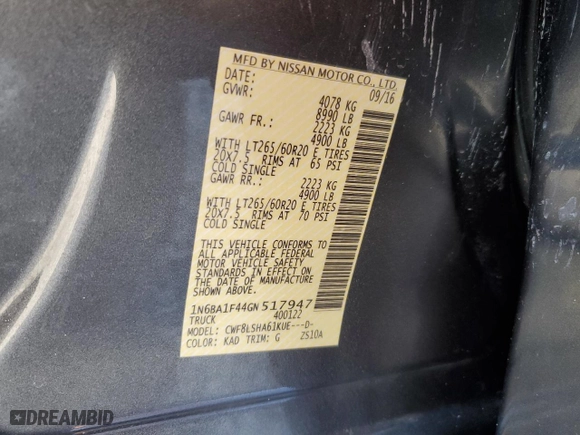 MFD BY NISSAN MOTOR CO., LTD.
DATE: 09/16
GVWR: 4078 KG
8990 LB
GAWR FR.: 2223 KG
4900 LB
WITH LT265/60R20 E TIRES
20X7.5 RIMS AT 65 PSI
COLD SINGLE
GAWR RR.: 2223 KG
4900 LB
WITH LT265/60R20 E TIRES
20X7.5 RIMS AT 70 PSI
COLD SINGLE
THIS VEHICLE CONFORMS TO
ALL APPLICABLE FEDERAL
MOTOR VEHICLE SAFETY
STANDARDS IN EFFECT ON
THE DATE OF MANUFACTURE
SHOWN ABOVE.
1N6BA1F44GN517947
TRUCK 400122
MODEL: CWF8LSHA61KUE---D-
COLOR: KAD TRIM: G ZS10A
DREAMBID